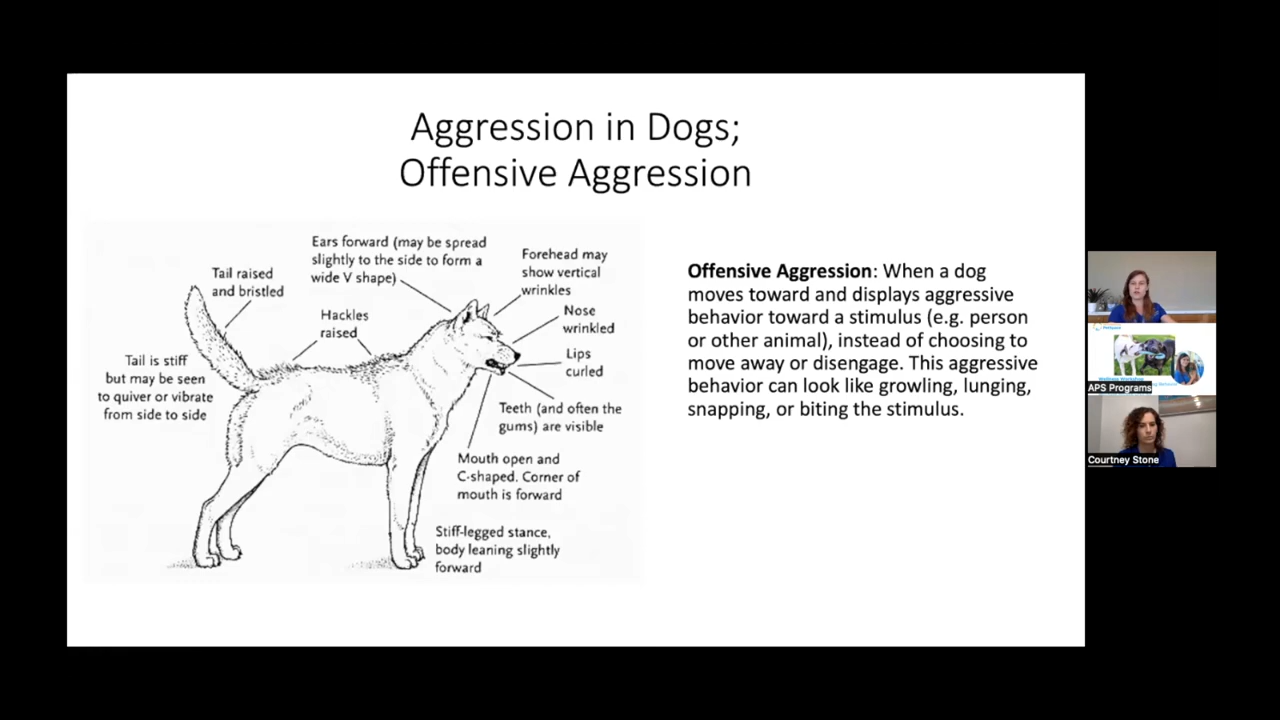 Aggression in Dogs;
Offensive Aggression
Ears forward (may be spread
slightly to the side to form a
wide V shape)
Forehead may
show vertical
wrinkles
Tail raised
and bristled
Nose
wrinkled
Hackles
raised
Lips
curled
Tail is stiff
but may be seen
to quiver or vibrate
from side to side
Teeth (and often the
gums) are visible
Mouth open and
C-shaped. Corner of
mouth is forward
Stiff-legged stance,
body leaning slightly
forward
Offensive Aggression: When a dog
moves toward and displays aggressive
behavior toward a stimulus (e.g. person
or other animal), instead of choosing to
move away or disengage. This aggressive
behavior can look like growling, lunging,
snapping, or biting the stimulus.
APS Programs
Courtney Stone